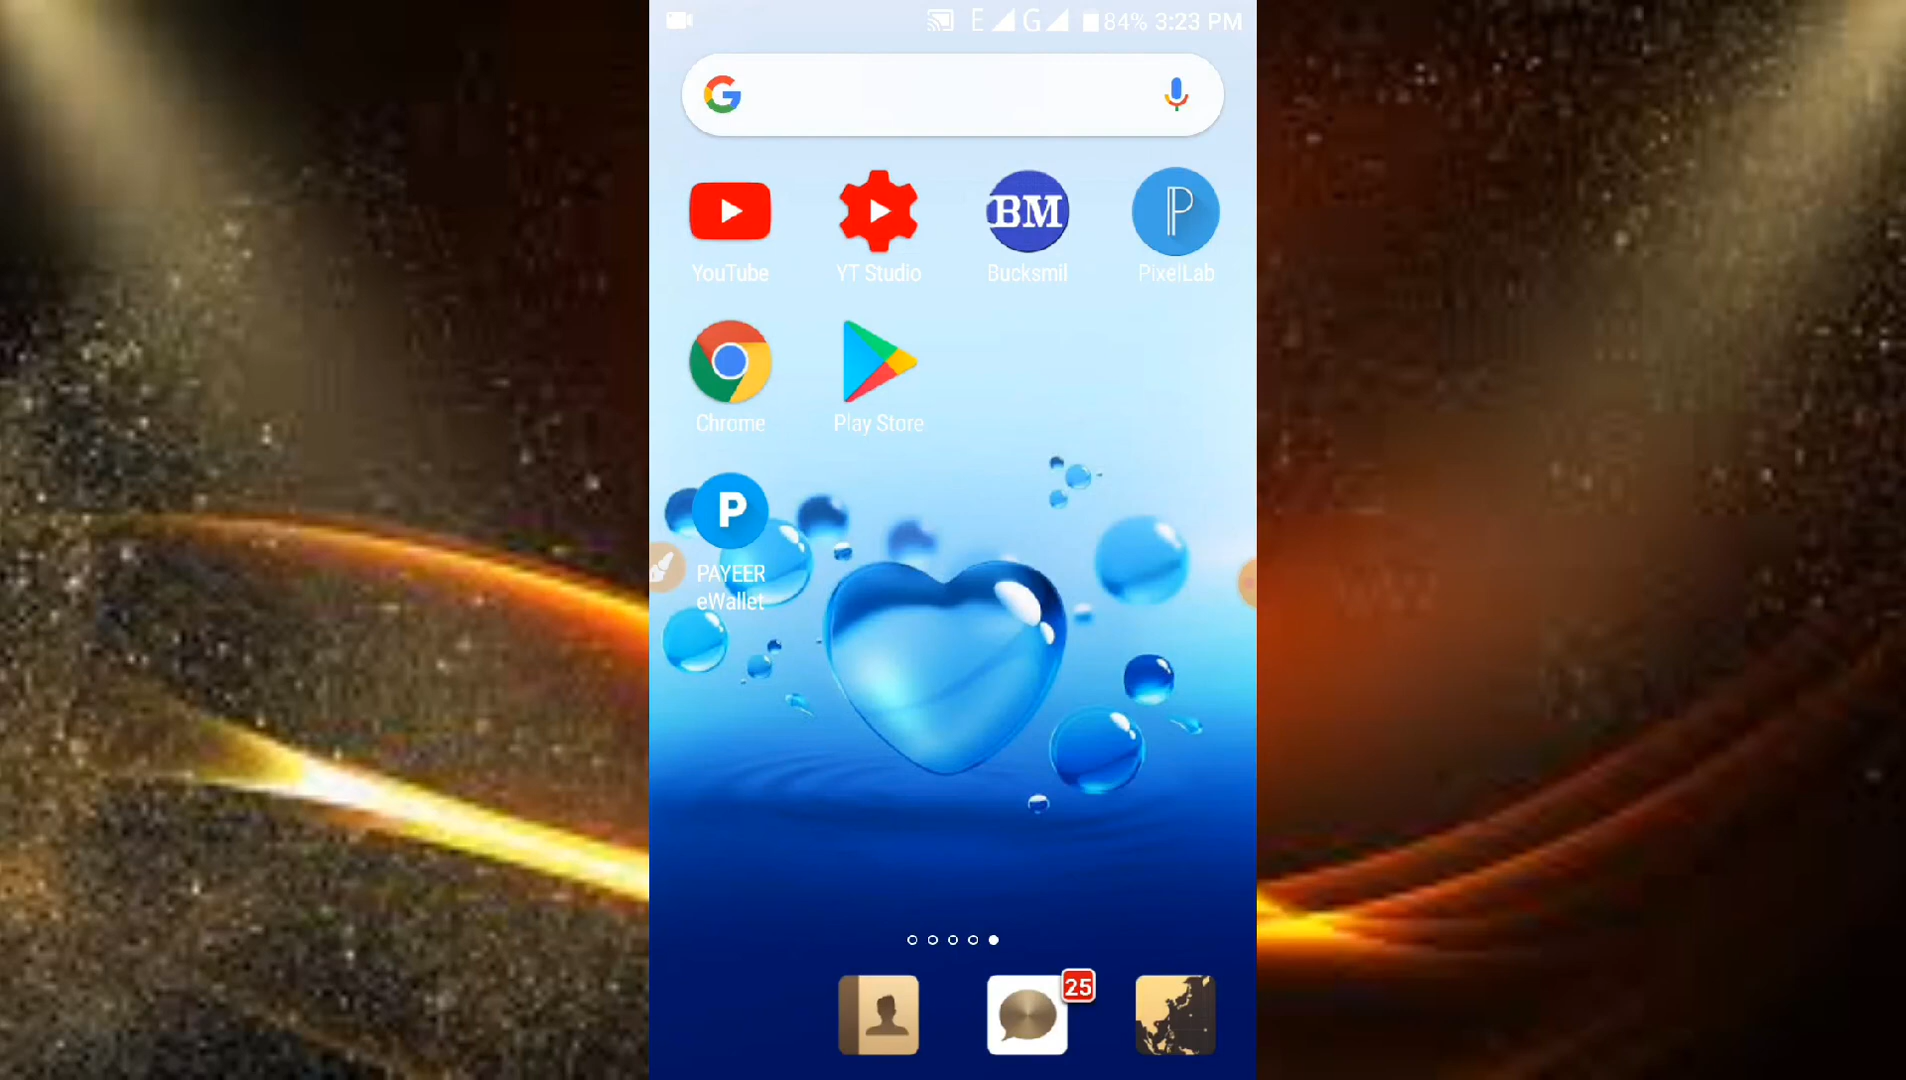 E G 84% 3:23 PM
YouTube YT Studio BM Bucksmil P PixelLab
Chrome Play Store
P
PAYEER
eWallet
25